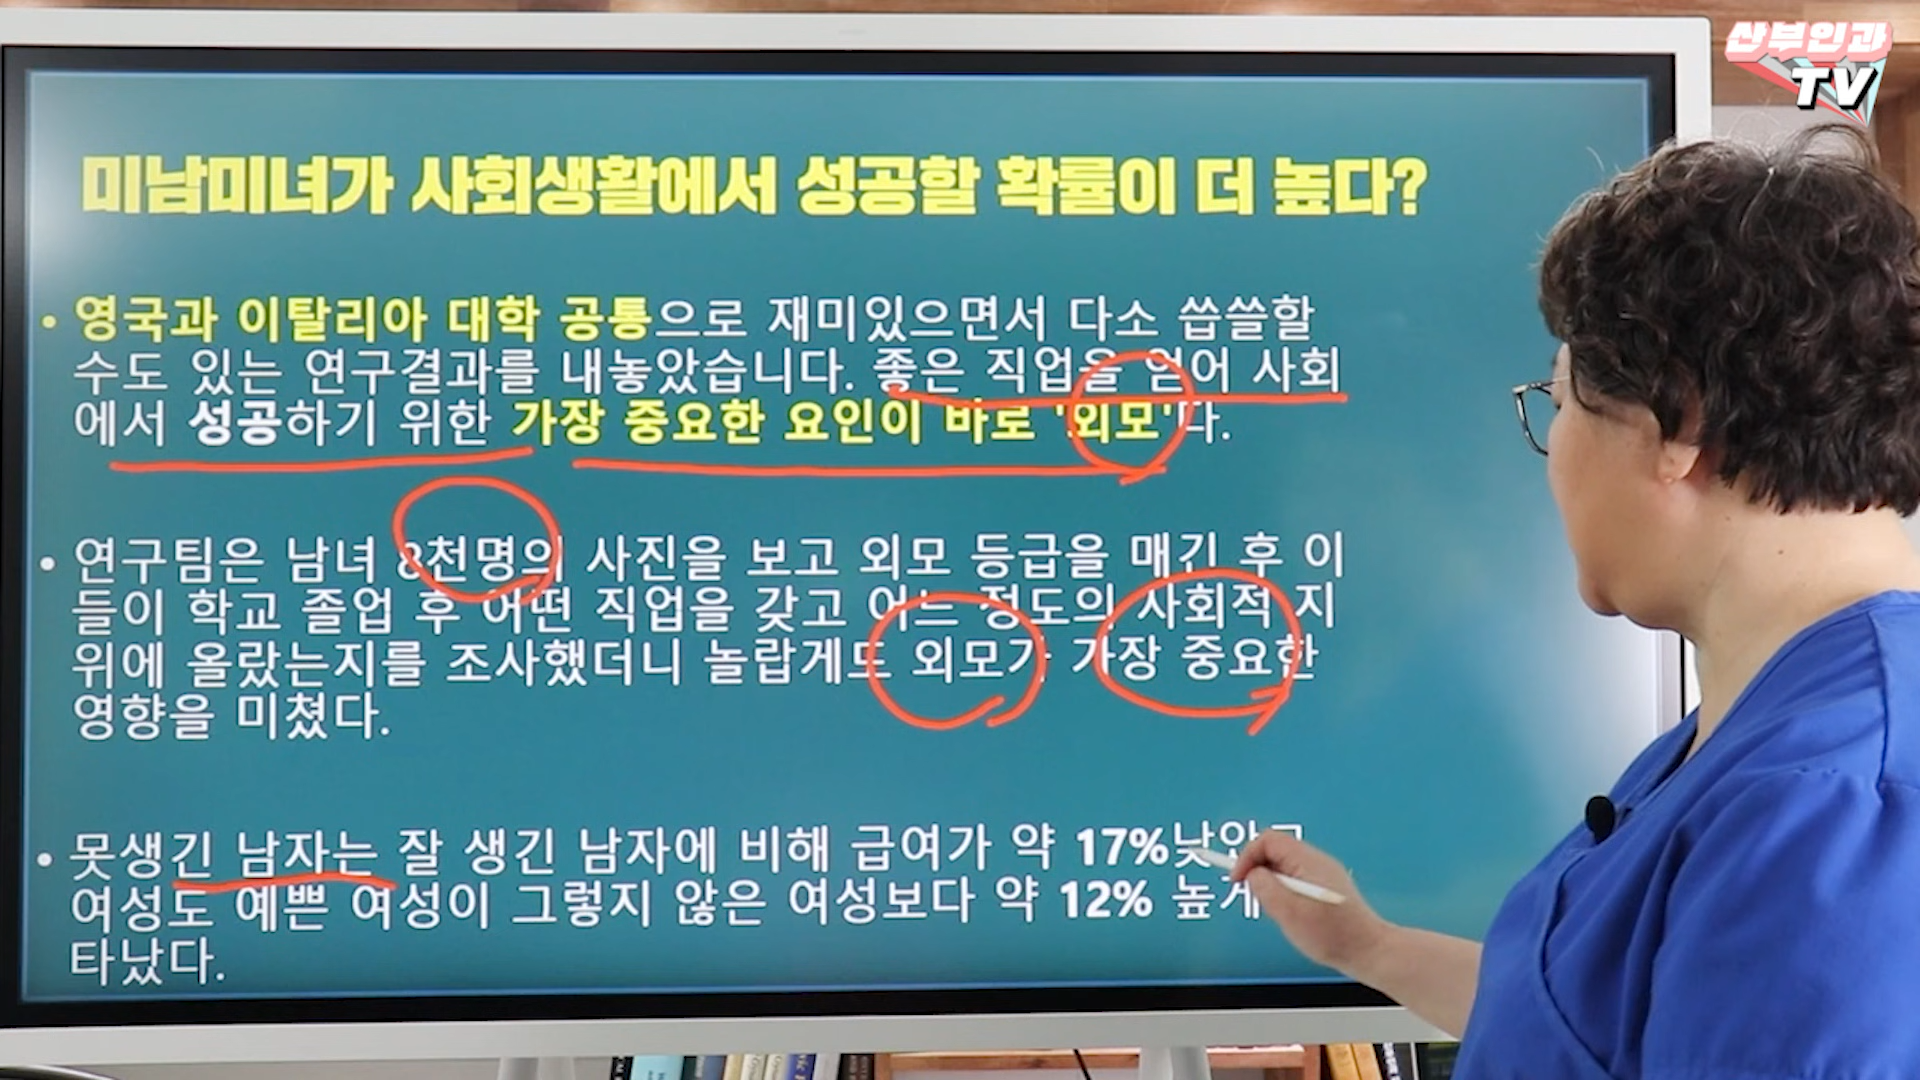 산부인과
TV
미남미녀가 사회생활에서 성공할 확률이 더 높다?
• 영국과 이탈리아 대학 공통으로 재미있으면서 다소 씁쓸할
수도 있는 연구결과를 내놓았습니다. 좋은 직업을 얻어 사회
에서 성공하기 위한 가장 중요한 요인이 바로 '외모'다.
• 연구팀은 남녀 8천명의 사진을 보고 외모 등급을 매긴 후 이
들이 학교 졸업 후 어떤 직업을 갖고 어느 정도의 사회적 지
위에 올랐는지를 조사했더니 놀랍게도 외모가 가장 중요한
영향을 미쳤다.
• 못생긴 남자는 잘 생긴 남자에 비해 급여가 약 17%낮았고
여성도 예쁜 여성이 그렇지 않은 여성보다 약 12% 높게
타났다.